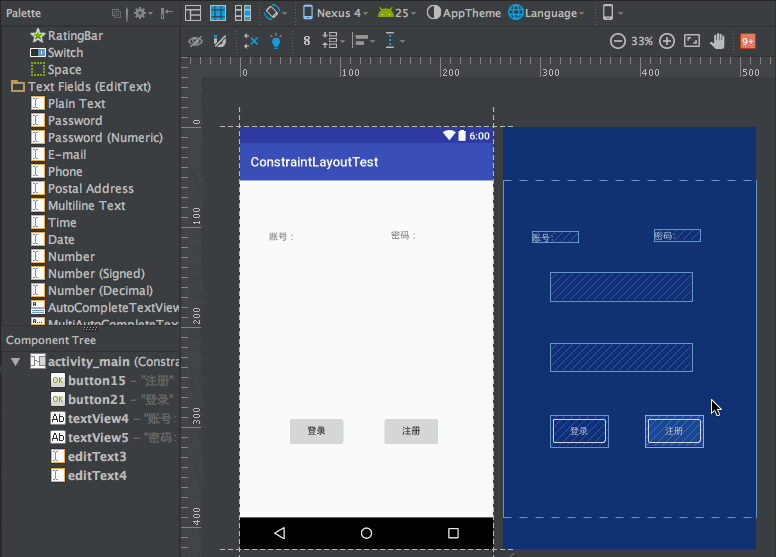 Palette
Nexus 4
25
AppTheme
Language
8
33%
9+
RatingBar
Switch
Space
Text Fields (EditText)
Plain Text
Password
Password (Numeric)
E-mail
Phone
Postal Address
Multiline Text
Time
Date
Number
Number (Signed)
Number (Decimal)
AutoCompleteTextView
MultiAutoCompleteTex
Component Tree
activity_main (Constra
OK button15 – "注册"
OK button21 – "登录"
Ab textView4 – "账号:
Ab textView5 – "密码:
editText3
editText4
0 100 200 300 400 500
0
100
200
300
400
6:00
ConstraintLayoutTest
账号： 密码：
登录 注册
账号： 密码：
登录 注册